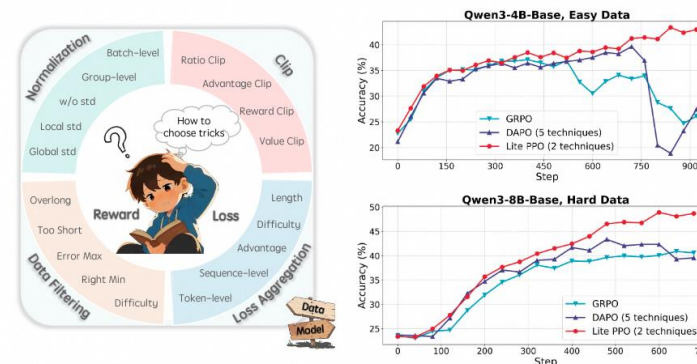 Normalization
Batch-level
Group-level
w/o std
Local std
Global std
Clip
Ratio Clip
Advantage Clip
Reward Clip
Value Clip
How to
choose tricks
Reward
Loss
Data Filtering
Overlong
Too Short
Error Max
Right Min
Difficulty
Loss Aggregation
Length
Difficulty
Advantage
Sequence-level
Token-level
Data
Model
Qwen3-4B-Base, Easy Data
Accuracy (%)
40
35
30
25
20
GRPO
DAPO (5 techniques)
Lite PPO (2 techniques)
0 150 300 450 600 750 900
Step
Qwen3-8B-Base, Hard Data
Accuracy (%)
50
45
40
35
30
25
GRPO
DAPO (5 techniques)
Lite PPO (2 techniques
0 100 200 300 400 500 600
Step